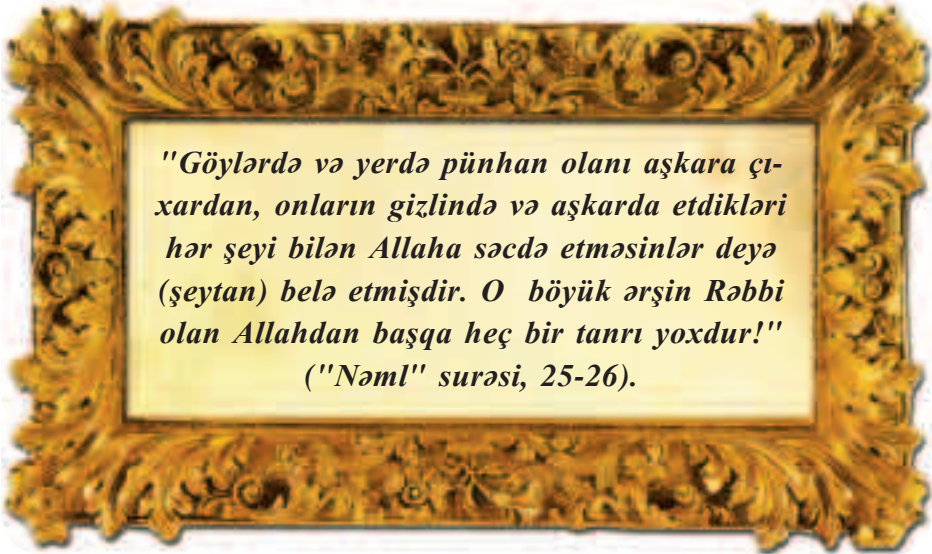 "Göylərdə və yerdə pünhan olanı aşkara çı-
xardan, onların gizlində və aşkarda etdikləri
hər şeyi bilən Allaha səcdə etməsinlər deyə
(şeytan) belə etmişdir. O böyük ərşin Rəbbi
olan Allahdan başqa heç bir tanrı yoxdur!"
("Nəml" surəsi, 25-26).